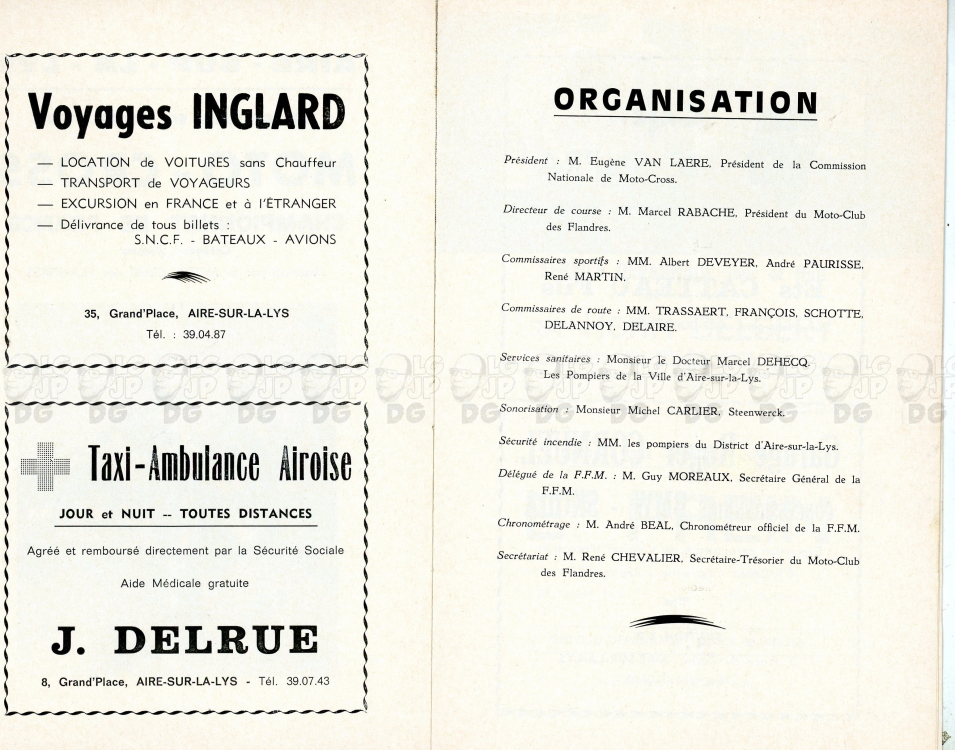 Voyages INGLARD
— LOCATION de VOITURES sans Chauffeur
— TRANSPORT de VOYAGEURS
— EXCURSION en FRANCE et à l'ÉTRANGER
— Délivrance de tous billets :
S.N.C.F. - BATEAUX - AVIONS
35, Grand'Place, AIRE-SUR-LA-LYS
Tél. : 39.04.87
Taxi-Ambulance Airoise
JOUR et NUIT -- TOUTES DISTANCES
Agréé et remboursé directement par la Sécurité Sociale
Aide Médicale gratuite
J. DELRUE
8, Grand'Place, AIRE-SUR-LA-LYS - Tél. 39.07.43
ORGANISATION
Président : M. Eugène VAN LAERE, Président de la Commission
Nationale de Moto-Cross.
Directeur de course : M. Marcel RABACHE, Président du Moto-Club
des Flandres.
Commissaires sportifs : MM. Albert DEVEYER, André PAURISSE,
René MARTIN.
Commissaires de route : MM. TRASSAERT, FRANÇOIS, SCHOTTE,
DELANNOY, DELAIRE.
Services sanitaires : Monsieur le Docteur Marcel DEHECQ.
Les Pompiers de la Ville d'Aire-sur-la-Lys.
Sonorisation : Monsieur Michel CARLIER, Steenwerck.
Sécurité incendie : MM. les pompiers du District d'Aire-sur-la-Lys.
Délégué de la F.F.M. : M. Guy MOREAUX, Secrétaire Général de la
F.F.M.
Chronométrage : M. André BEAL, Chronométreur officiel de la F.F.M.
Secrétariat : M. René CHEVALIER, Secrétaire-Trésorier du Moto-Club
des Flandres.